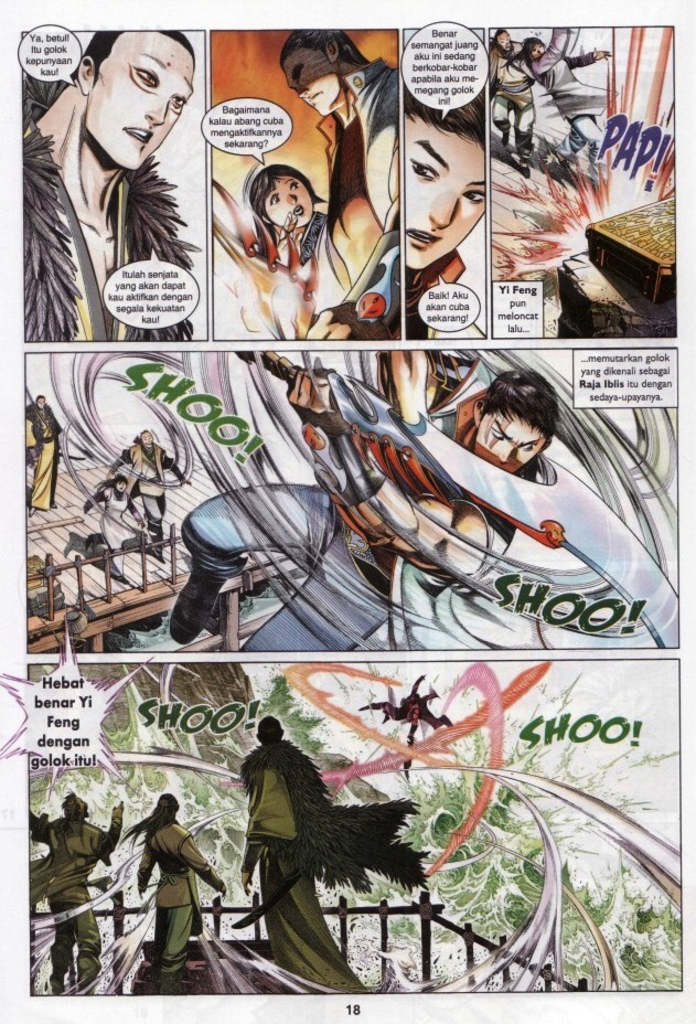 Ya, betul!
Itu golok
kepunyaan
kau!
Itulah senjata
yang akan dapat
kau aktifkan dengan
segala kekuatan
kau!
Bagaimana
kalau abang cuba
mengaktifkannya
sekarang?
Benar
semangat juang
aku ini sedang
berkobar-kobar
apabila aku me-
megang golok
ini!
Baik! Aku
akan cuba
sekarang!
PAP!
Yi Feng
pun
meloncat
lalu...
...memutarkan golok
yang dikenali sebagai
Raja Iblis itu dengan
sedaya-upayanya.
SHOO!
SHOO!
Hebat
benar Yi
Feng
dengan
golok itu!
SHOO!
SHOO!
18